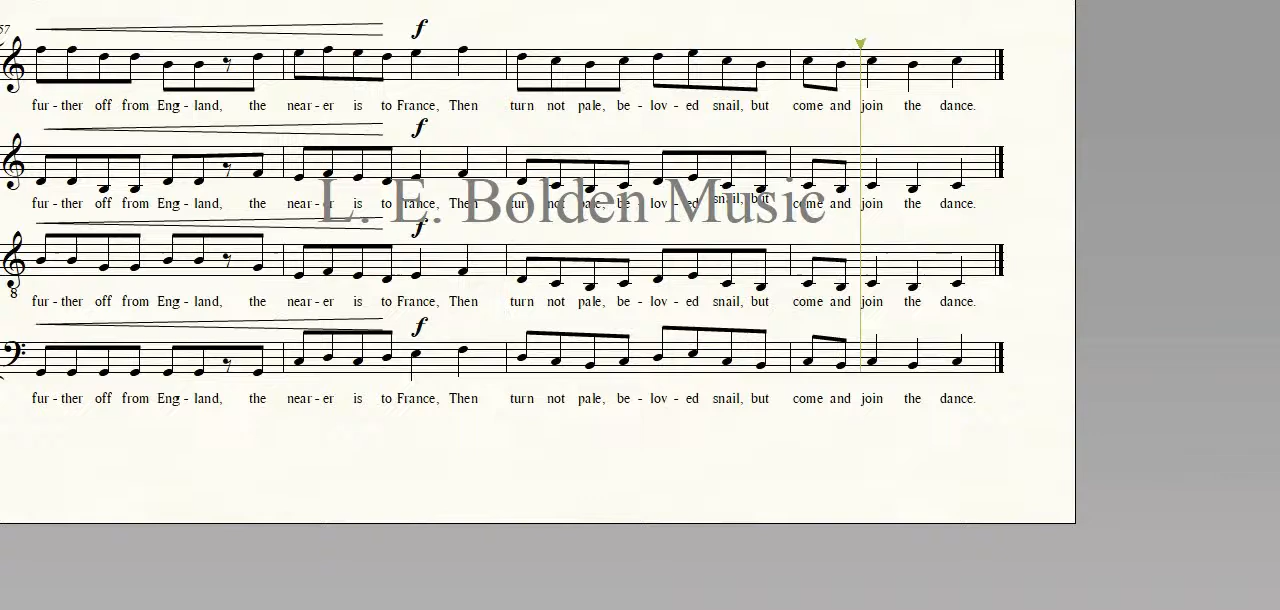 57
f
fur - ther off from Eng - land, the near - er is to France, Then turn not pale, be - lov - ed snail, but come and join the dance.
f
fur - ther off from Eng - land, the near - er is to France, Then turn not pale, be - lov - ed snail, but come and join the dance.
L. E. Bolden Music
f
8
fur - ther off from Eng - land, the near - er is to France, Then turn not pale, be - lov - ed snail, but come and join the dance.
f
fur - ther off from Eng - land, the near - er is to France, Then turn not pale, be - lov - ed snail, but come and join the dance.